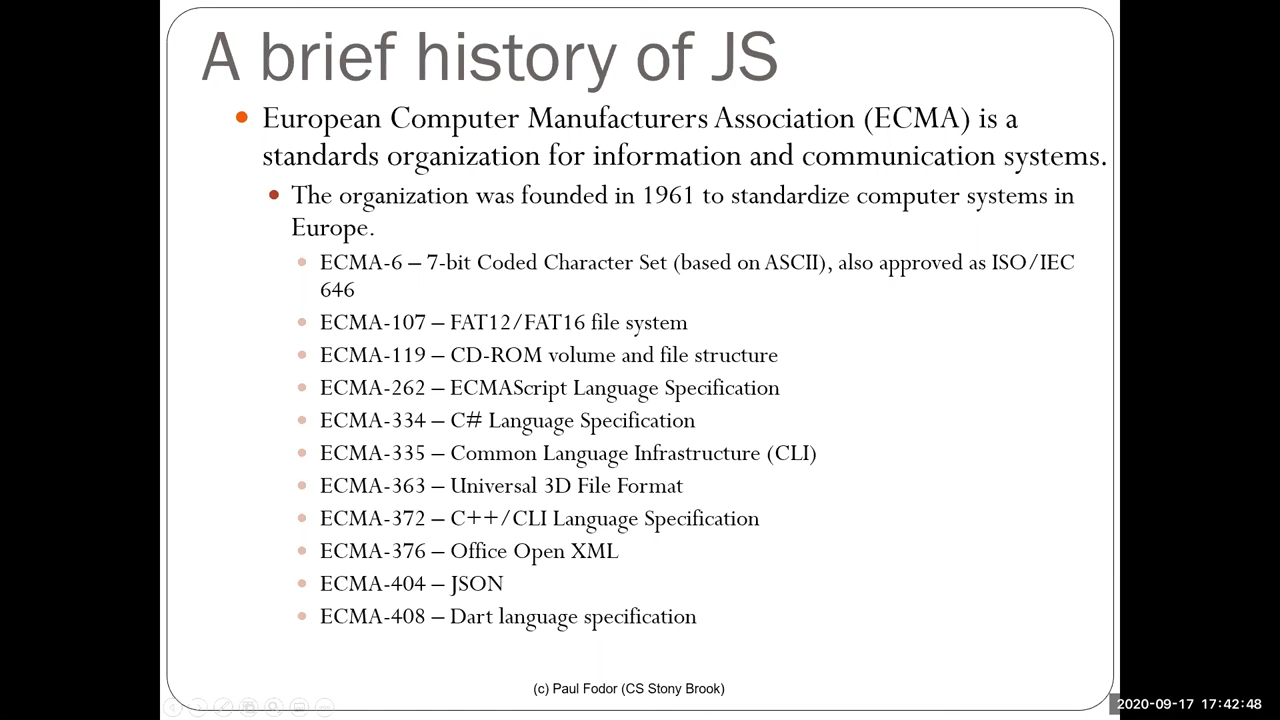 A brief history of JS
European Computer Manufacturers Association (ECMA) is a
standards organization for information and communication systems.
The organization was founded in 1961 to standardize computer systems in
Europe.
ECMA-6 – 7-bit Coded Character Set (based on ASCII), also approved as ISO/IEC
646
ECMA-107 – FAT12/FAT16 file system
ECMA-119 – CD-ROM volume and file structure
ECMA-262 – ECMAScript Language Specification
ECMA-334 – C# Language Specification
ECMA-335 – Common Language Infrastructure (CLI)
ECMA-363 – Universal 3D File Format
ECMA-372 – C++/CLI Language Specification
ECMA-376 – Office Open XML
ECMA-404 – JSON
ECMA-408 – Dart language specification
(c) Paul Fodor (CS Stony Brook)
2020-09-17 17:42:48